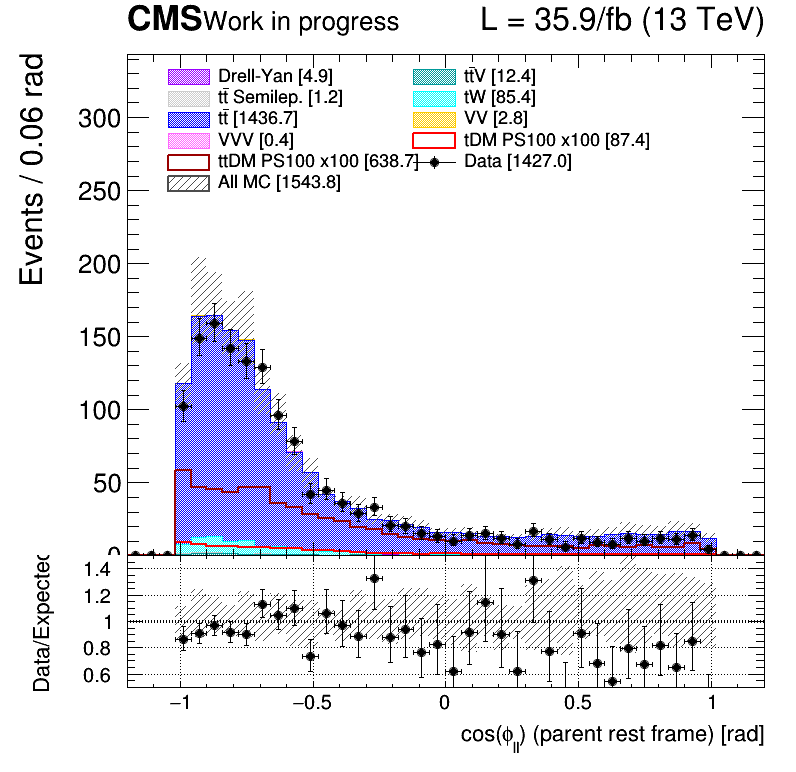 CMS Work in progress L = 35.9/fb (13 TeV)
Events / 0.06 rad
Drell-Yan [4.9]
tt̄V [12.4]
tt̄ Semilep. [1.2]
tW [85.4]
tt̄ [1436.7]
VV [2.8]
VVV [0.4]
tDM PS100 x100 [87.4]
ttDM PS100 x100 [638.7]
Data [1427.0]
All MC [1543.8]
300
250
200
150
100
50
0
Data/Expected
1.4
1.2
1
0.8
0.6
−1 −0.5 0 0.5 1
cos(ϕ_ll) (parent rest frame) [rad]